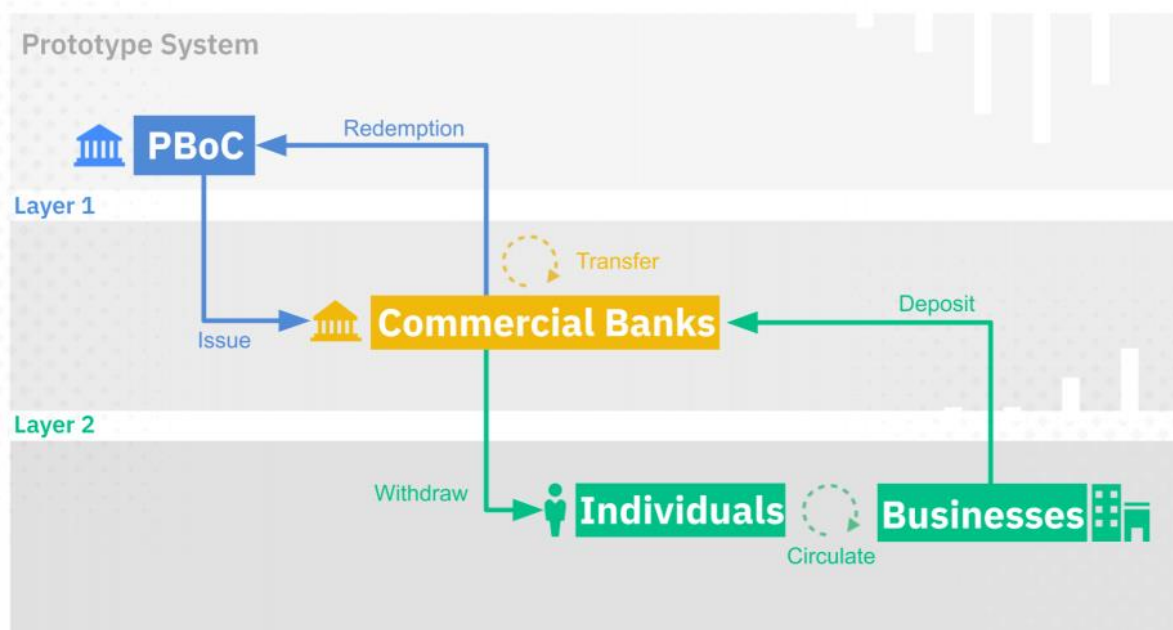 Prototype System
Redemption
PBoC
Layer 1
Transfer
Commercial Banks
Deposit
Issue
Layer 2
Withdraw
Individuals
Businesses
Circulate